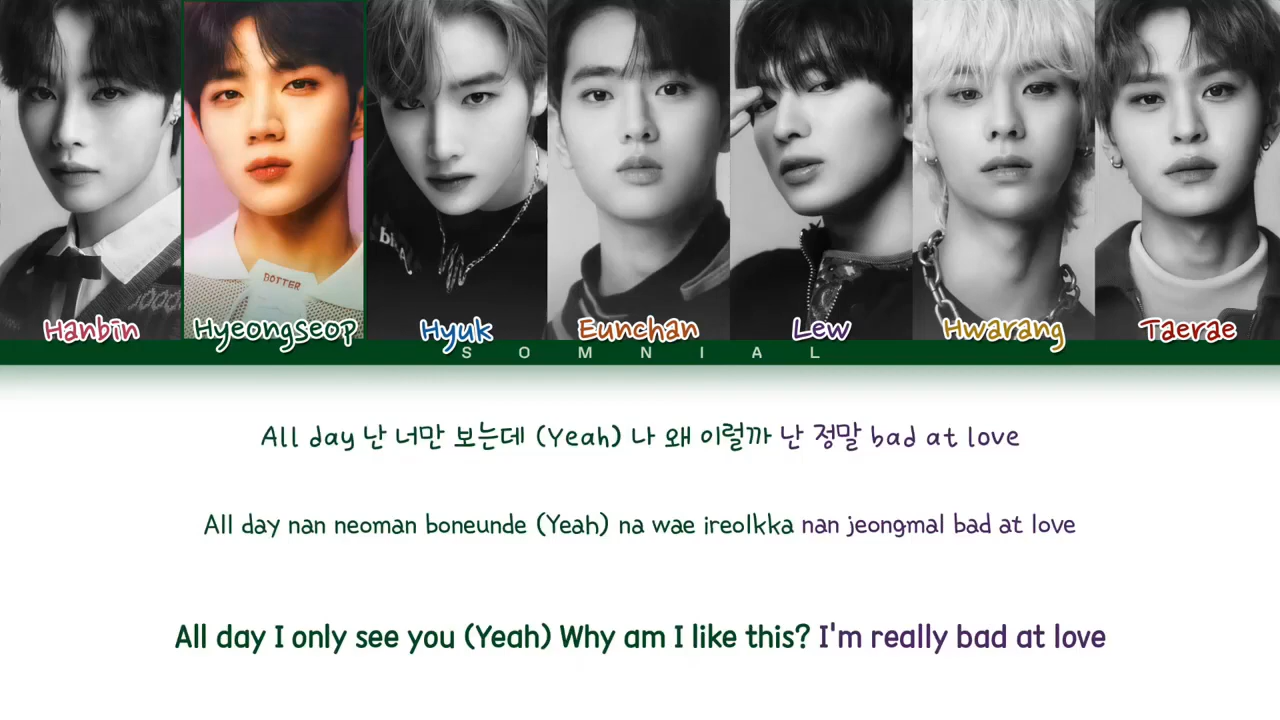 BOTTER
Hanbin Hyeongseop Hyuk Eunchan Lew Hwarang Taerae
SOMNIAL
All day 난 너만 보는데 (Yeah) 나 왜 이럴까 난 정말 bad at love
All day nan neoman boneunde (Yeah) na wae ireolkka nan jeongmal bad at love
All day I only see you (Yeah) Why am I like this? I'm really bad at love